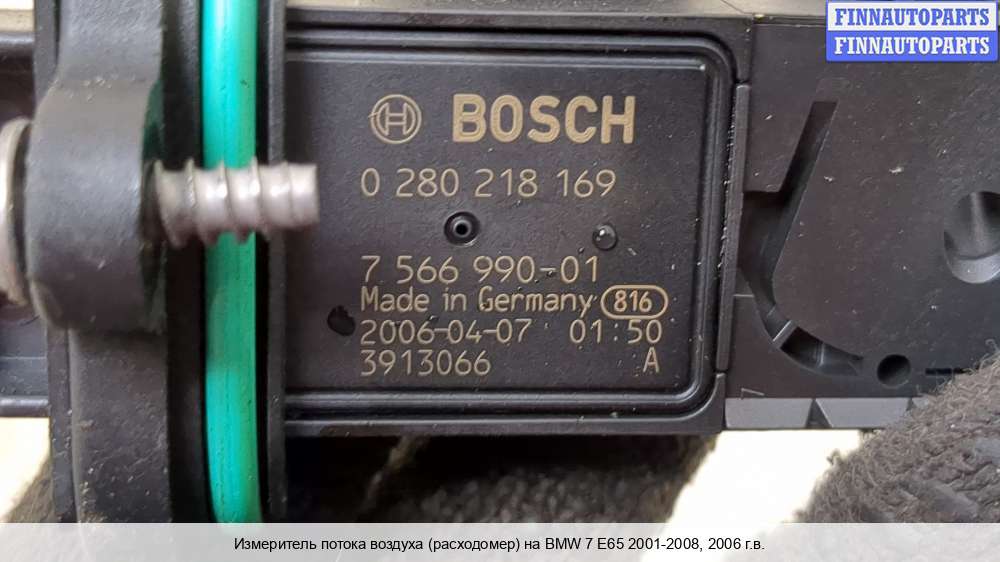 FINNAUTOPARTS
FINNAUTOPARTS
BOSCH
0 280 218 169
7 566 990-01
Made in Germany 816
2006-04-07 01:50
3913066 A
Измеритель потока воздуха (расходомер) на BMW 7 E65 2001-2008, 2006 г.в.